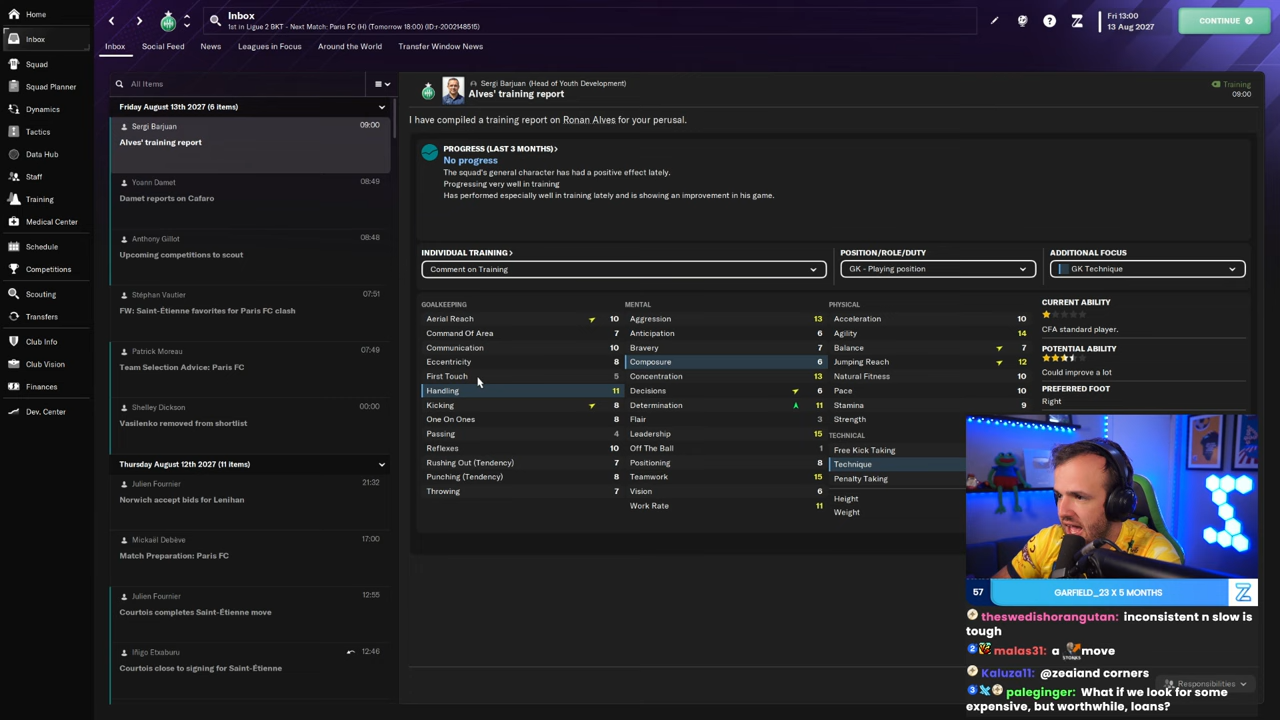 Home
Inbox
Squad
Squad Planner
Dynamics
Tactics
Data Hub
Staff
Training
Medical Center
Schedule
Competitions
Scouting
Transfers
Club Info
Club Vision
Finances
Dev. Center
Inbox
1st in Ligue 2 BKT - Next Match: Paris FC (H) (Tomorrow 18:00) (ID:r-2002148515)
Fri 13:00
13 Aug 2027
CONTINUE
Inbox Social Feed News Leagues in Focus Around the World Transfer Window News
All Items
Friday August 13th 2027 (6 items)
Sergi Barjuan 09:00
Alves' training report
Yoann Damet 08:49
Damet reports on Cafaro
Anthony Gillot 08:48
Upcoming competitions to scout
Stéphan Vautier 07:51
FW: Saint-Étienne favorites for Paris FC clash
Patrick Moreau 07:49
Team Selection Advice: Paris FC
Shelley Dickson 00:00
Vasilenko removed from shortlist
Thursday August 12th 2027 (11 items)
Julien Fournier 21:32
Norwich accept bids for Lenihan
Mickaël Debève 17:00
Match Preparation: Paris FC
Julien Fournier 12:55
Courtois completes Saint-Étienne move
Iñigo Etxaburu 12:46
Courtois close to signing for Saint-Étienne
Sergi Barjuan (Head of Youth Development)
Alves' training report
Training
09:00
I have compiled a training report on Ronan Alves for your perusal.
PROGRESS (LAST 3 MONTHS)>
No progress
The squad's general character has had a positive effect lately.
Progressing very well in training
Has performed especially well in training lately and is showing an improvement in his game.
INDIVIDUAL TRAINING>
Comment on Training
POSITION/ROLE/DUTY
GK - Playing position
ADDITIONAL FOCUS
GK Technique
GOALKEEPING
Aerial Reach 10
Command Of Area 7
Communication 10
Eccentricity 8
First Touch 5
Handling 11
Kicking 8
One On Ones 8
Passing 4
Reflexes 10
Rushing Out (Tendency) 7
Punching (Tendency) 8
Throwing 7
MENTAL
Aggression 13
Anticipation 6
Bravery 7
Composure 6
Concentration 13
Decisions 6
Determination 11
Flair 3
Leadership 15
Off The Ball 1
Positioning 8
Teamwork 15
Vision 6
Work Rate 11
PHYSICAL
Acceleration 10
Agility 14
Balance 7
Jumping Reach 12
Natural Fitness 10
Pace 10
Stamina 9
Strength
TECHNICAL
Free Kick Taking
Technique
Penalty Taking
Height
Weight
CURRENT ABILITY
CFA standard player.
POTENTIAL ABILITY
Could improve a lot
PREFERRED FOOT
Right
57 GARFIELD_23 X 5 MONTHS
theswedishorangutan: inconsistent n slow is
tough
malas31: a STONKS move
Kaluza11: @zeaiand corners
paleginger: What if we look for some
expensive, but worthwhile, loans?
Responsibilities